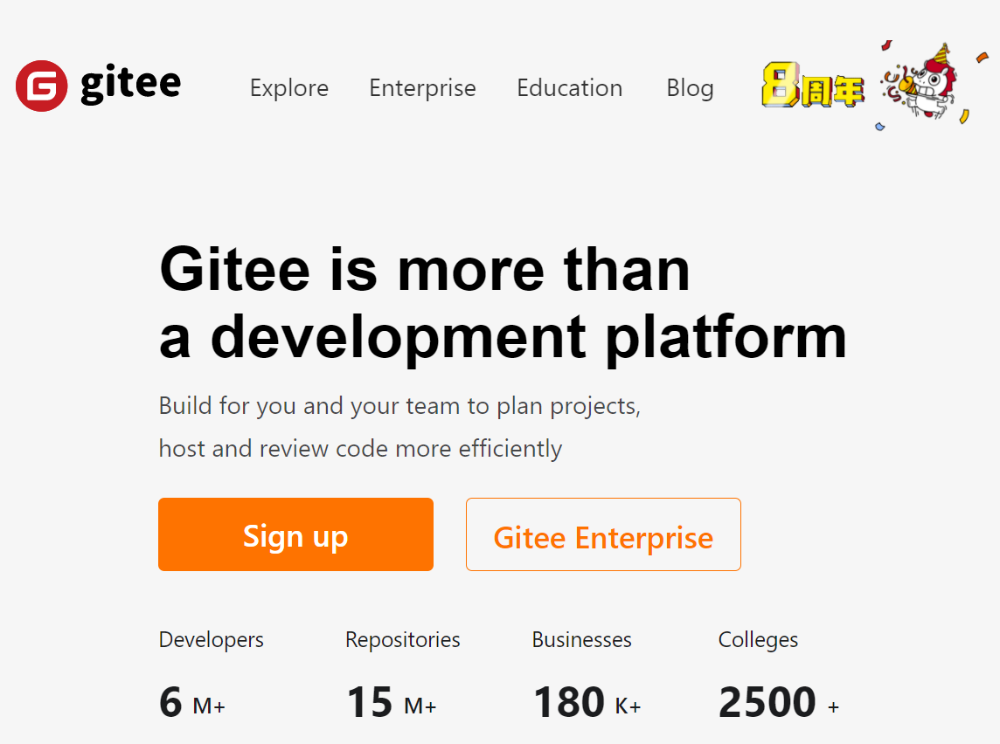 gitee Explore Enterprise Education Blog 8周年
Gitee is more than
a development platform
Build for you and your team to plan projects,
host and review code more efficiently
Sign up Gitee Enterprise
Developers Repositories Businesses Colleges
6 M+ 15 M+ 180 K+ 2500 +